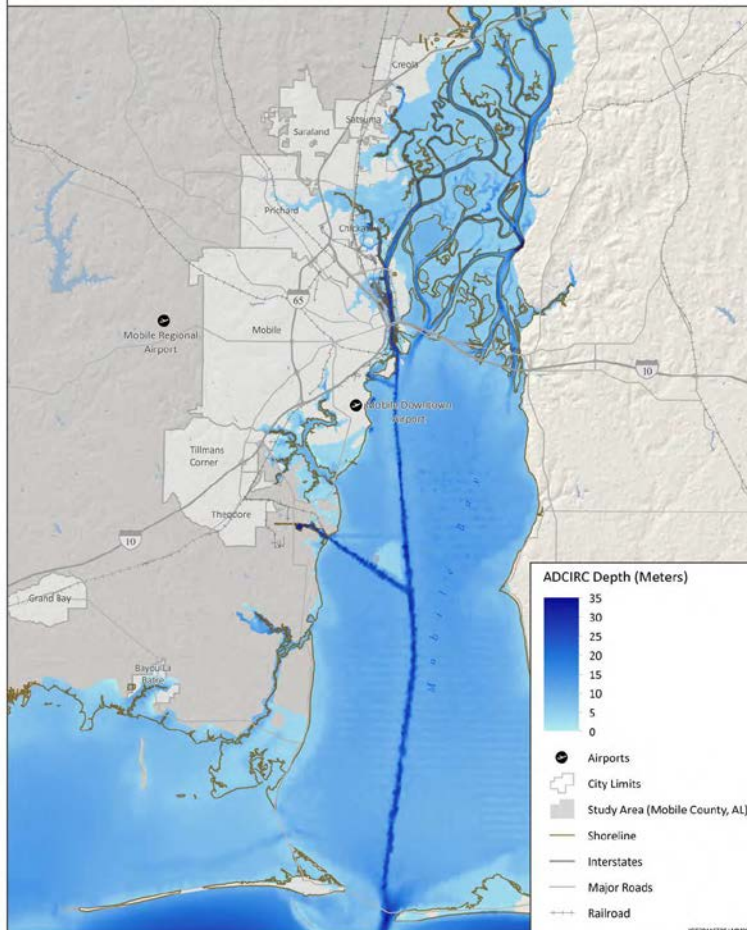 Creola
Satsuma
Saraland
Prichard
65
Mobile
Mobile Regional
Airport
10
Mobile Downtown
Airport
Tillmans
Corner
Theodore
10
Mobile Bay
Grand Bay
Bayou La
Batre
ADCIRC Depth (Meters)
35
30
25
20
15
10
5
0
Airports
City Limits
Study Area (Mobile County, AL)
Shoreline
Interstates
Major Roads
Railroad